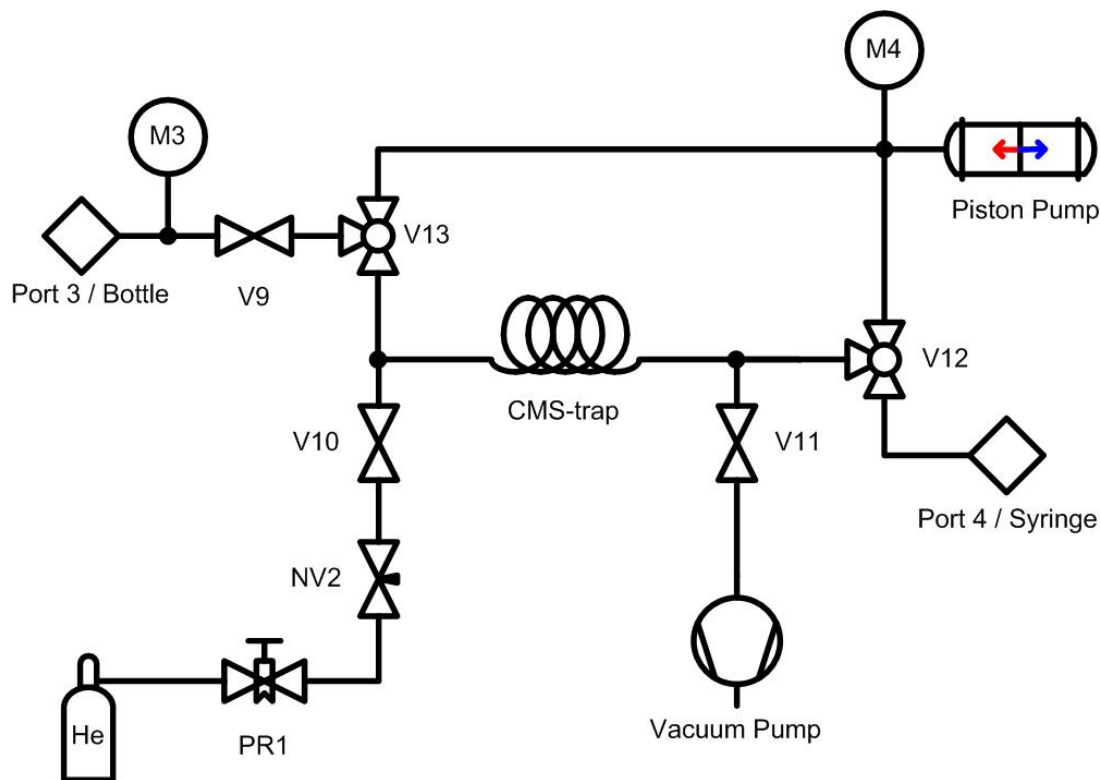 M4
M3
Piston Pump
V13
Port 3 / Bottle
V9
V12
CMS-trap
V10
V11
Port 4 / Syringe
NV2
He
PR1
Vacuum Pump